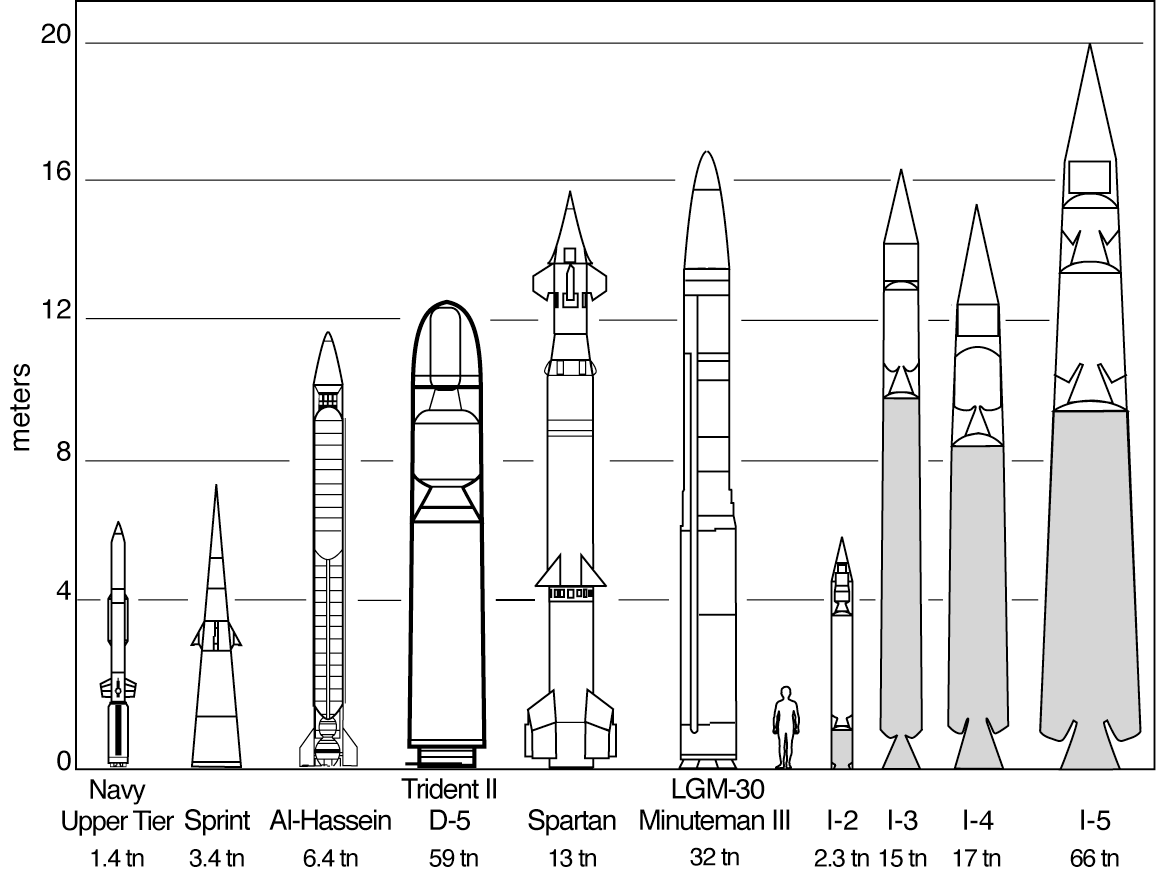 20
16
12
8
4
0
meters
Navy Trident II LGM-30
Upper Tier Sprint Al-Hassein D-5 Spartan Minuteman III I-2 I-3 I-4 I-5
1.4 tn 3.4 tn 6.4 tn 59 tn 13 tn 32 tn 2.3 tn 15 tn 17 tn 66 tn